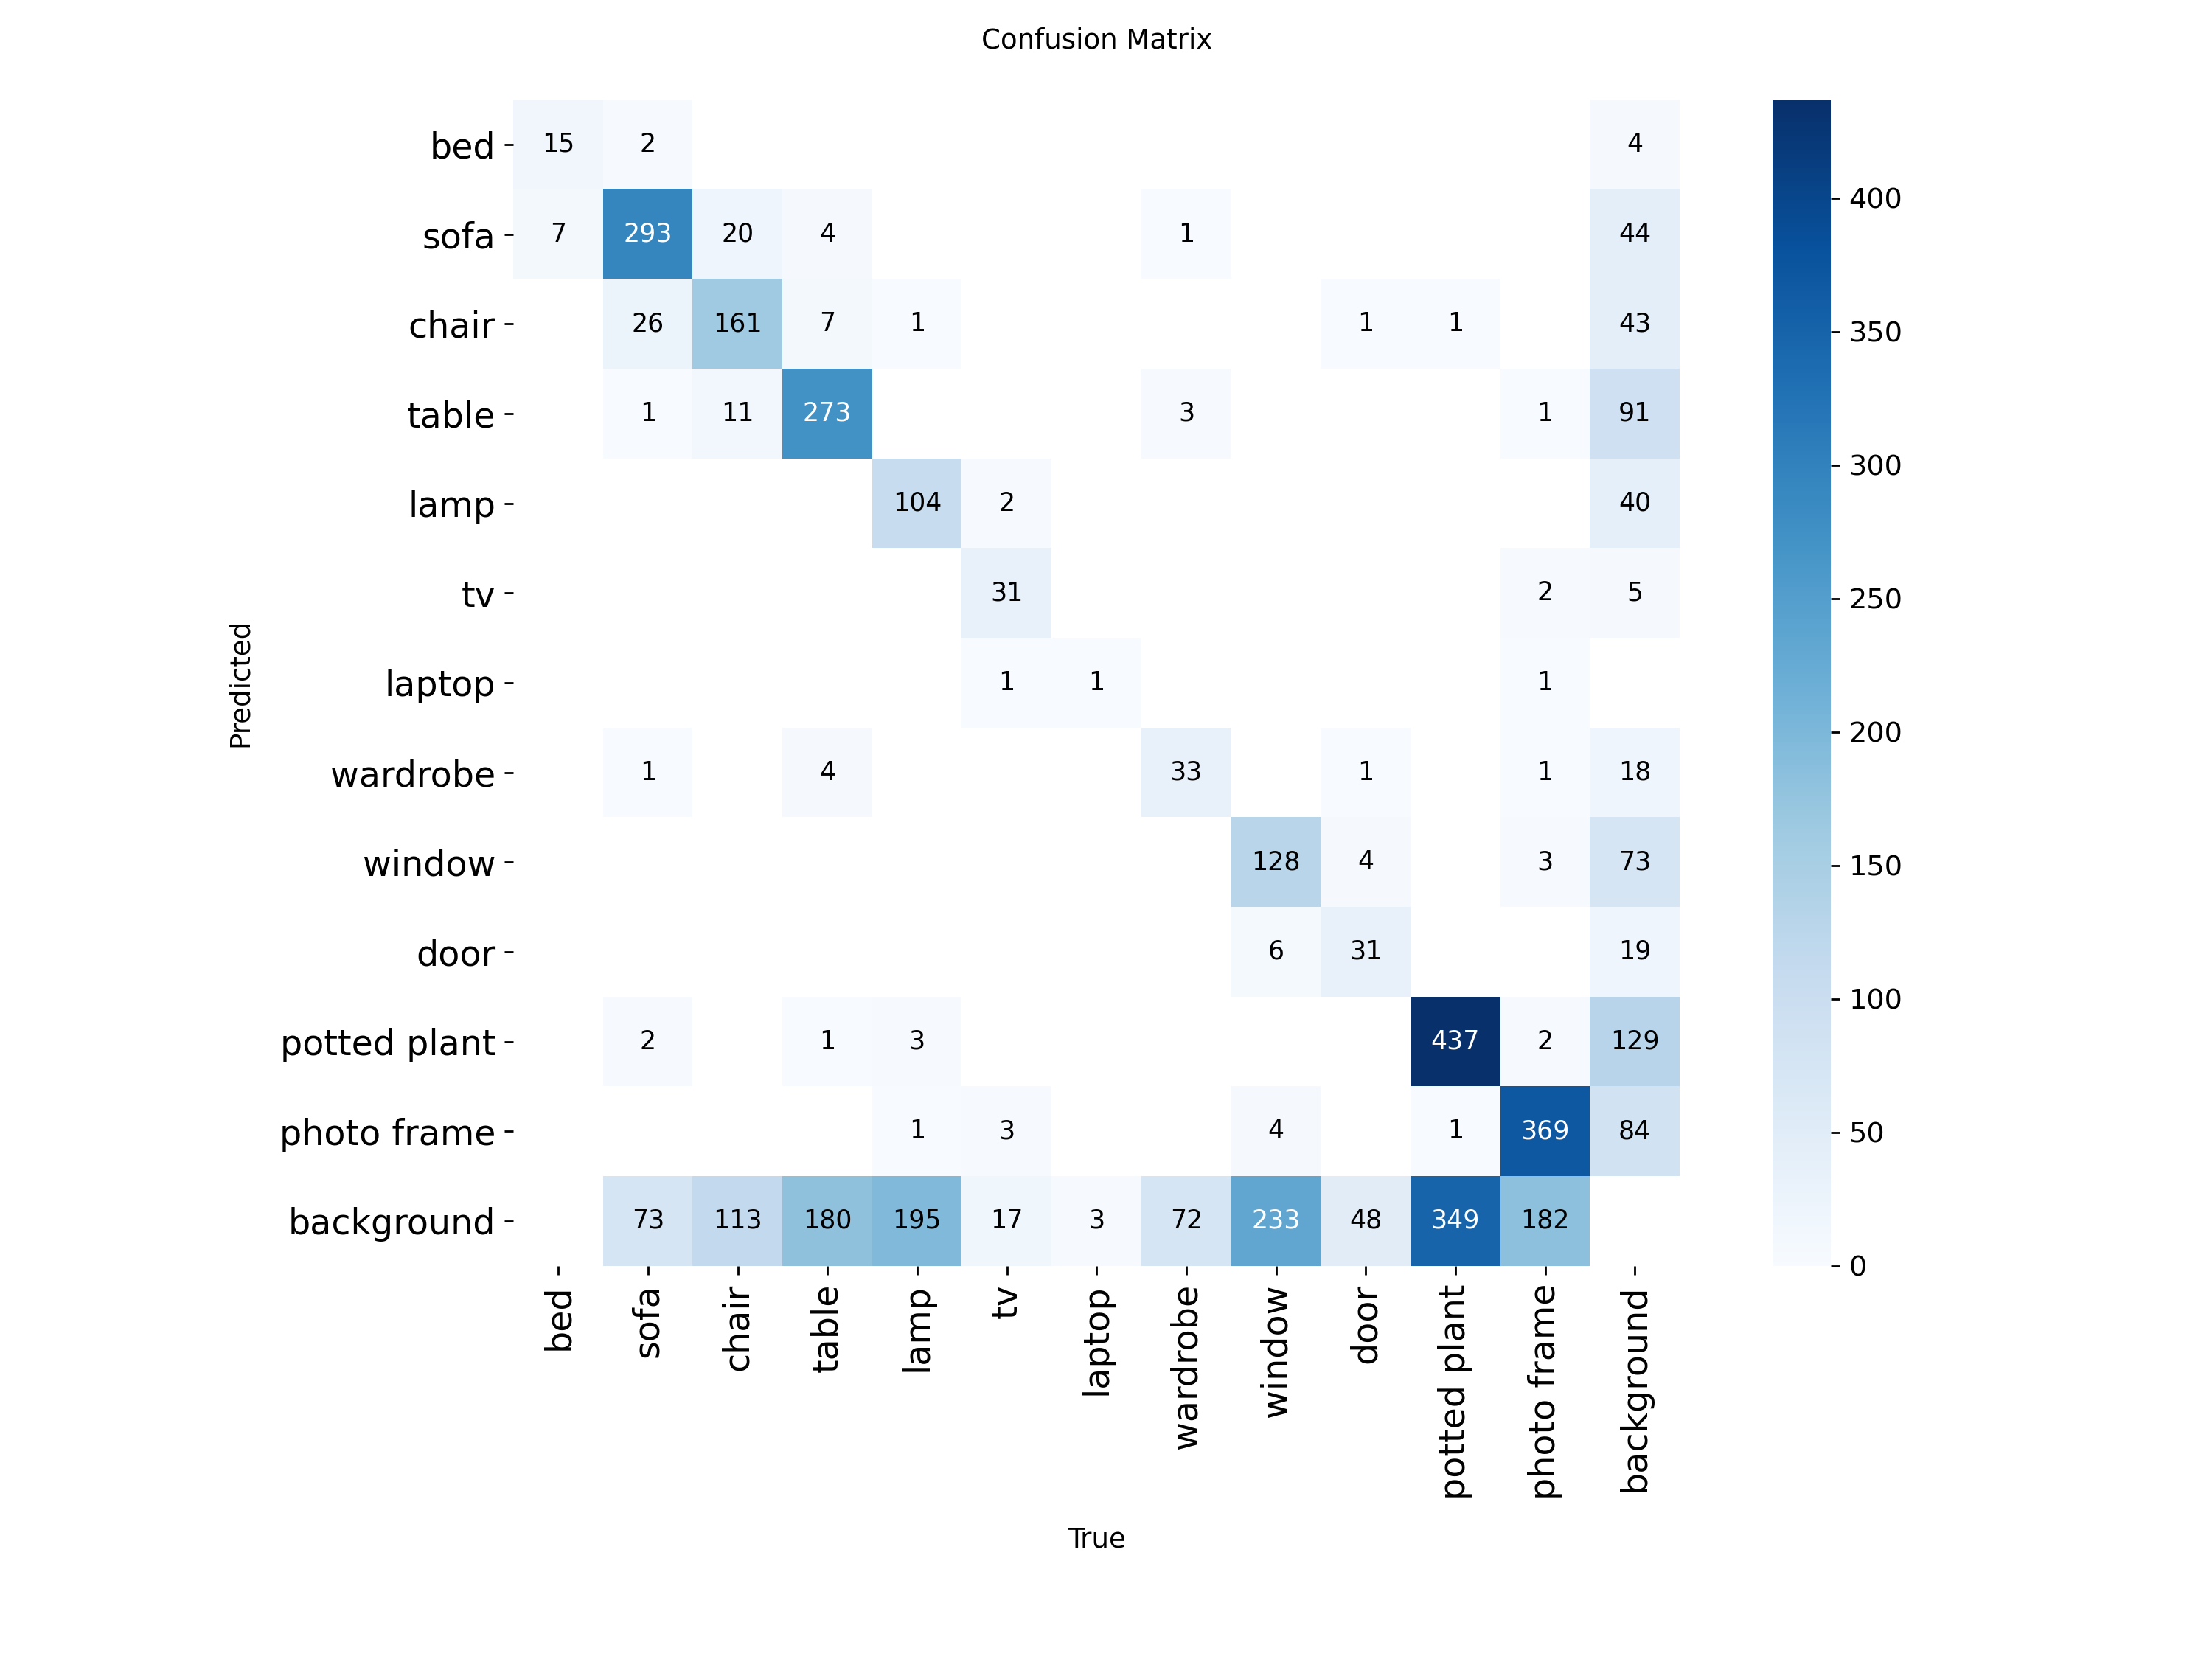 Confusion Matrix
bed 15 2 4
sofa 7 293 20 4 1 44
chair 26 161 7 1 1 1 43
table 1 11 273 3 1 91
lamp 104 2 40
tv 31 2 5
laptop 1 1 1
wardrobe 1 4 33 1 1 18
window 128 4 3 73
door 6 31 19
potted plant 2 1 3 437 2 129
photo frame 1 3 4 1 369 84
background 73 113 180 195 17 3 72 233 48 349 182
Predicted
bed
sofa
chair
table
lamp
tv
laptop
wardrobe
window
door
potted plant
photo frame
background
True
400
350
300
250
200
150
100
50
0